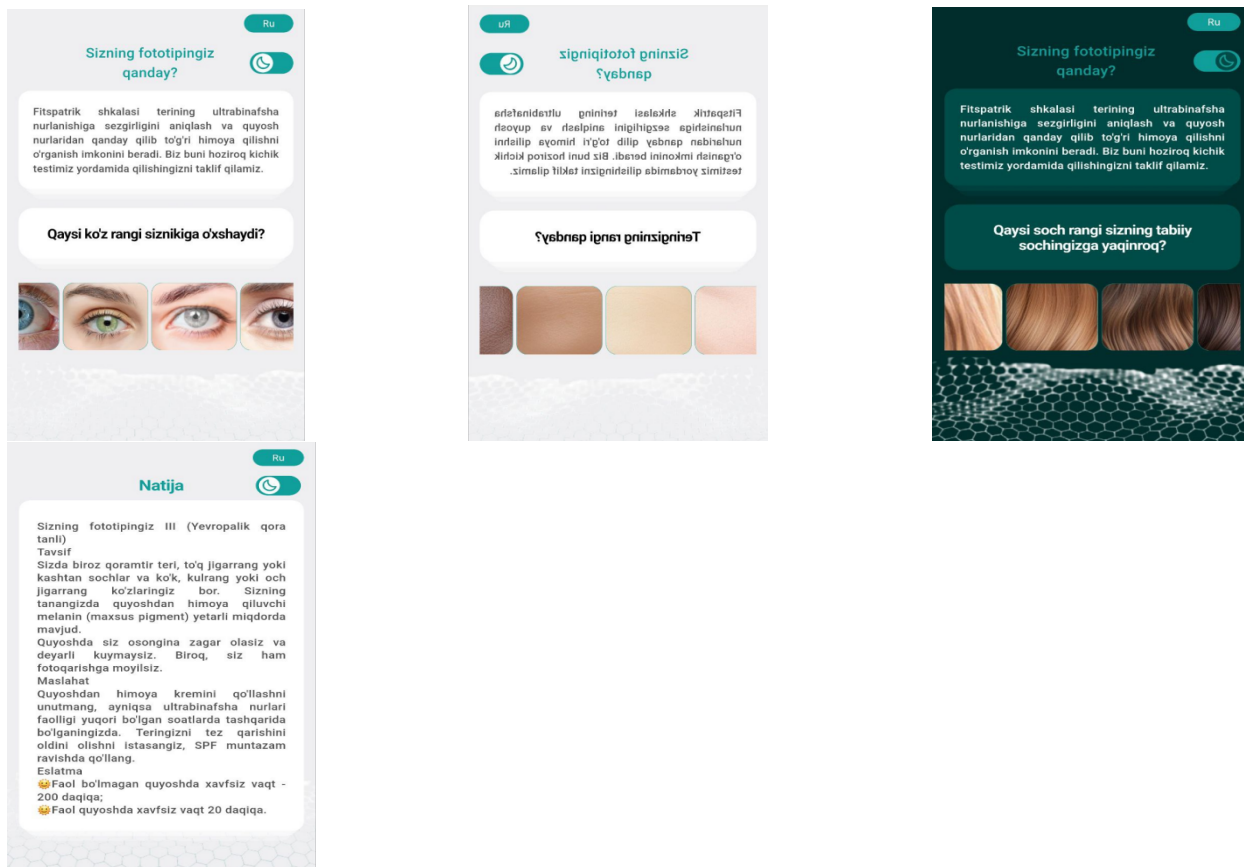 Ru
Sizning fototipingiz
qanday?
Fitspatrik shkalasi terining ultrabinafsha
nurlanishiga sezgirligini aniqlash va quyosh
nurlaridan qanday qilib to'g'ri himoya qilishni
o'rganish imkonini beradi. Biz buni hoziroq kichik
testimiz yordamida qilishingizni taklif qilamiz.
Qaysi ko'z rangi siznikiga o'xshaydi?
Ru
Sizning fototipingiz
qanday?
Fitspatrik shkalasi terining ultrabinafsha
nurlanishiga sezgirligini aniqlash va quyosh
nurlaridan qanday qilib to'g'ri himoya qilishni
o'rganish imkonini beradi. Biz buni hoziroq kichik
testimiz yordamida qilishingizni taklif qilamiz.
Teringizning rangi qanday?
Ru
Sizning fototipingiz
qanday?
Fitspatrik shkalasi terining ultrabinafsha
nurlanishiga sezgirligini aniqlash va quyosh
nurlaridan qanday qilib to'g'ri himoya qilishni
o'rganish imkonini beradi. Biz buni hoziroq kichik
testimiz yordamida qilishingizni taklif qilamiz.
Qaysi soch rangi sizning tabiiy
sochingizga yaqinroq?
Ru
Natija
Sizning fototipingiz III (Yevropalik qora
tanli)
Tavsif
Sizda biroz qoramtir teri, to'q jigarrang yoki
kashtan sochlar va ko'k, kulrang yoki och
jigarrang ko'zlaringiz bor. Sizning
tanangizda quyoshdan himoya qiluvchi
melanin (maxsus pigment) yetarli miqdorda
mavjud.
Quyoshda siz osongina zagar olasiz va
deyarli kuymaysiz. Biroq, siz ham
fotoqarishga moyilsiz.
Maslahat
Quyoshdan himoya kremini qo'llashni
unutmang, ayniqsa ultrabinafsha nurlari
faolligi yuqori bo'lgan soatlarda tashqarida
bo'lganingizda. Teringizni tez qarishini
oldini olishni istasangiz, SPF muntazam
ravishda qo'llang.
Eslatma
😀Faol bo'lmagan quyoshda xavfsiz vaqt -
200 daqiqa;
😀Faol quyoshda xavfsiz vaqt 20 daqiqa.